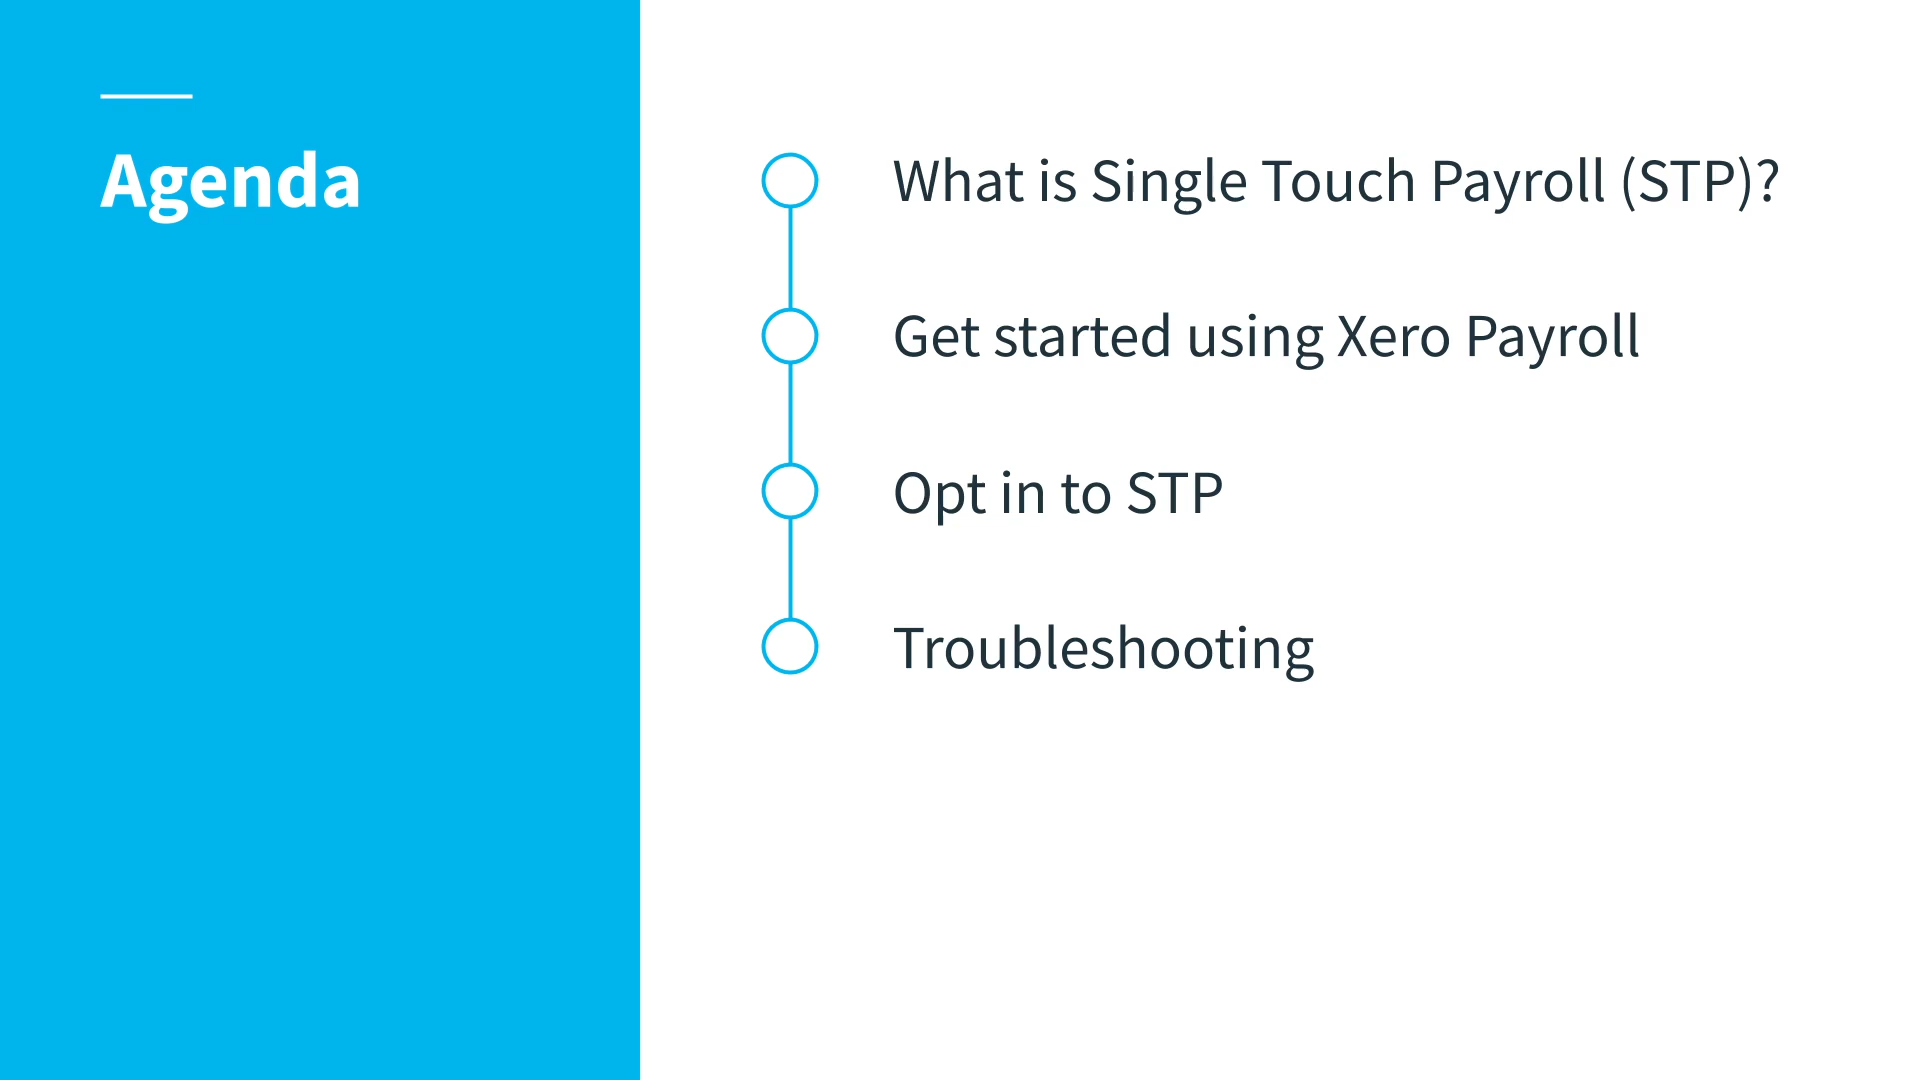 Agenda
What is Single Touch Payroll (STP)?
Get started using Xero Payroll
Opt in to STP
Troubleshooting